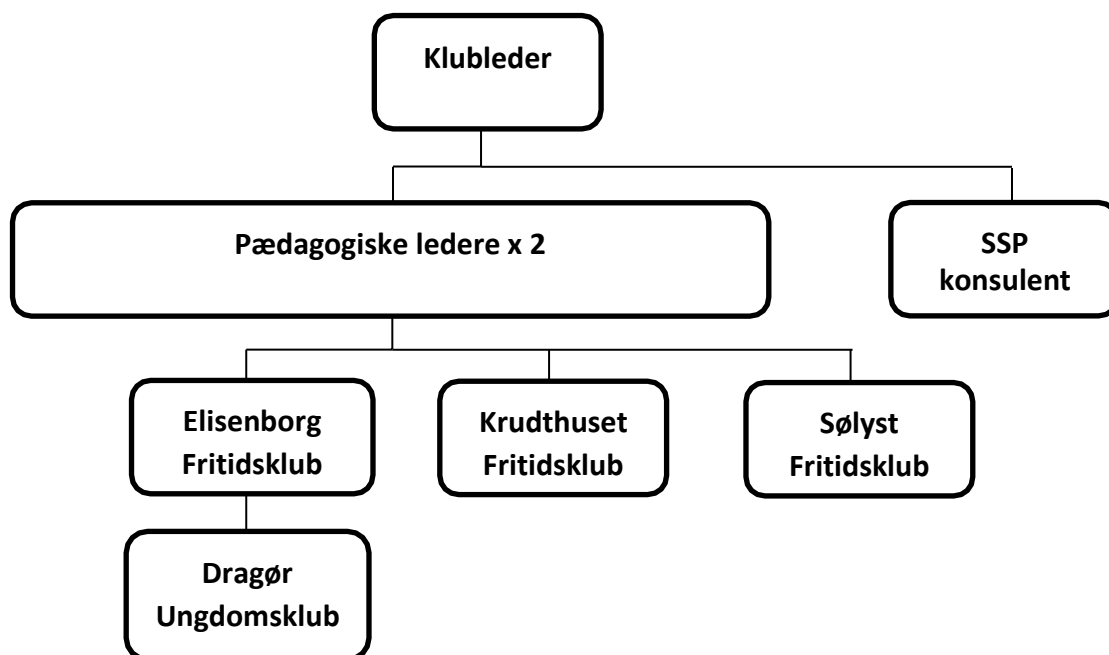 Klubleder
Pædagogiske ledere x 2
SSP
konsulent
Elisenborg
Fritidsklub
Krudthuset
Fritidsklub
Sølyst
Fritidsklub
Dragør
Ungdomsklub